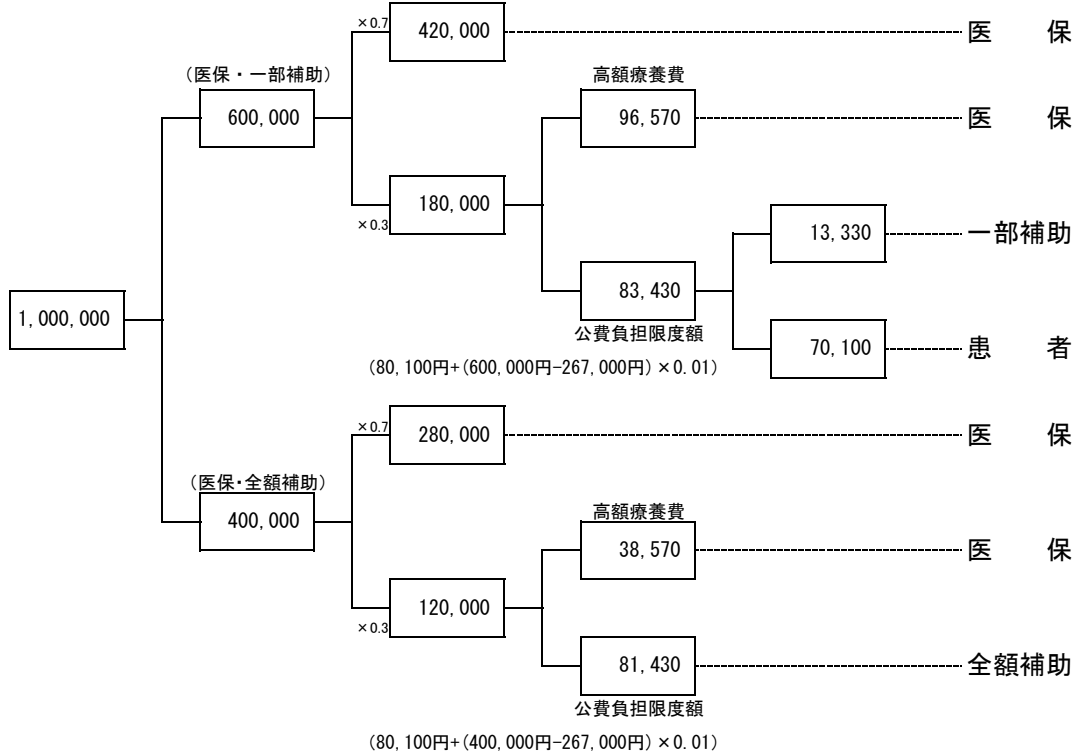 ×0.7 420,000 医　保
（医保・一部補助） 高額療養費
600,000 96,570 医　保
180,000
×0.3 13,330 一部補助
83,430
1,000,000 公費負担限度額
70,100 患　者
（80,100円+（600,000円-267,000円）×0.01）
×0.7 280,000 医　保
（医保・全額補助） 高額療養費
400,000 38,570 医　保
120,000
×0.3
81,430 全額補助
公費負担限度額
（80,100円+（400,000円-267,000円）×0.01）